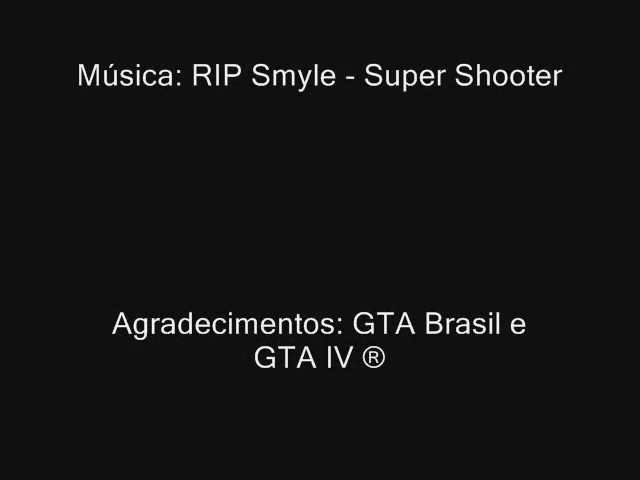 Música: RIP Smyle - Super Shooter
Agradecimentos: GTA Brasil e
GTA IV ®